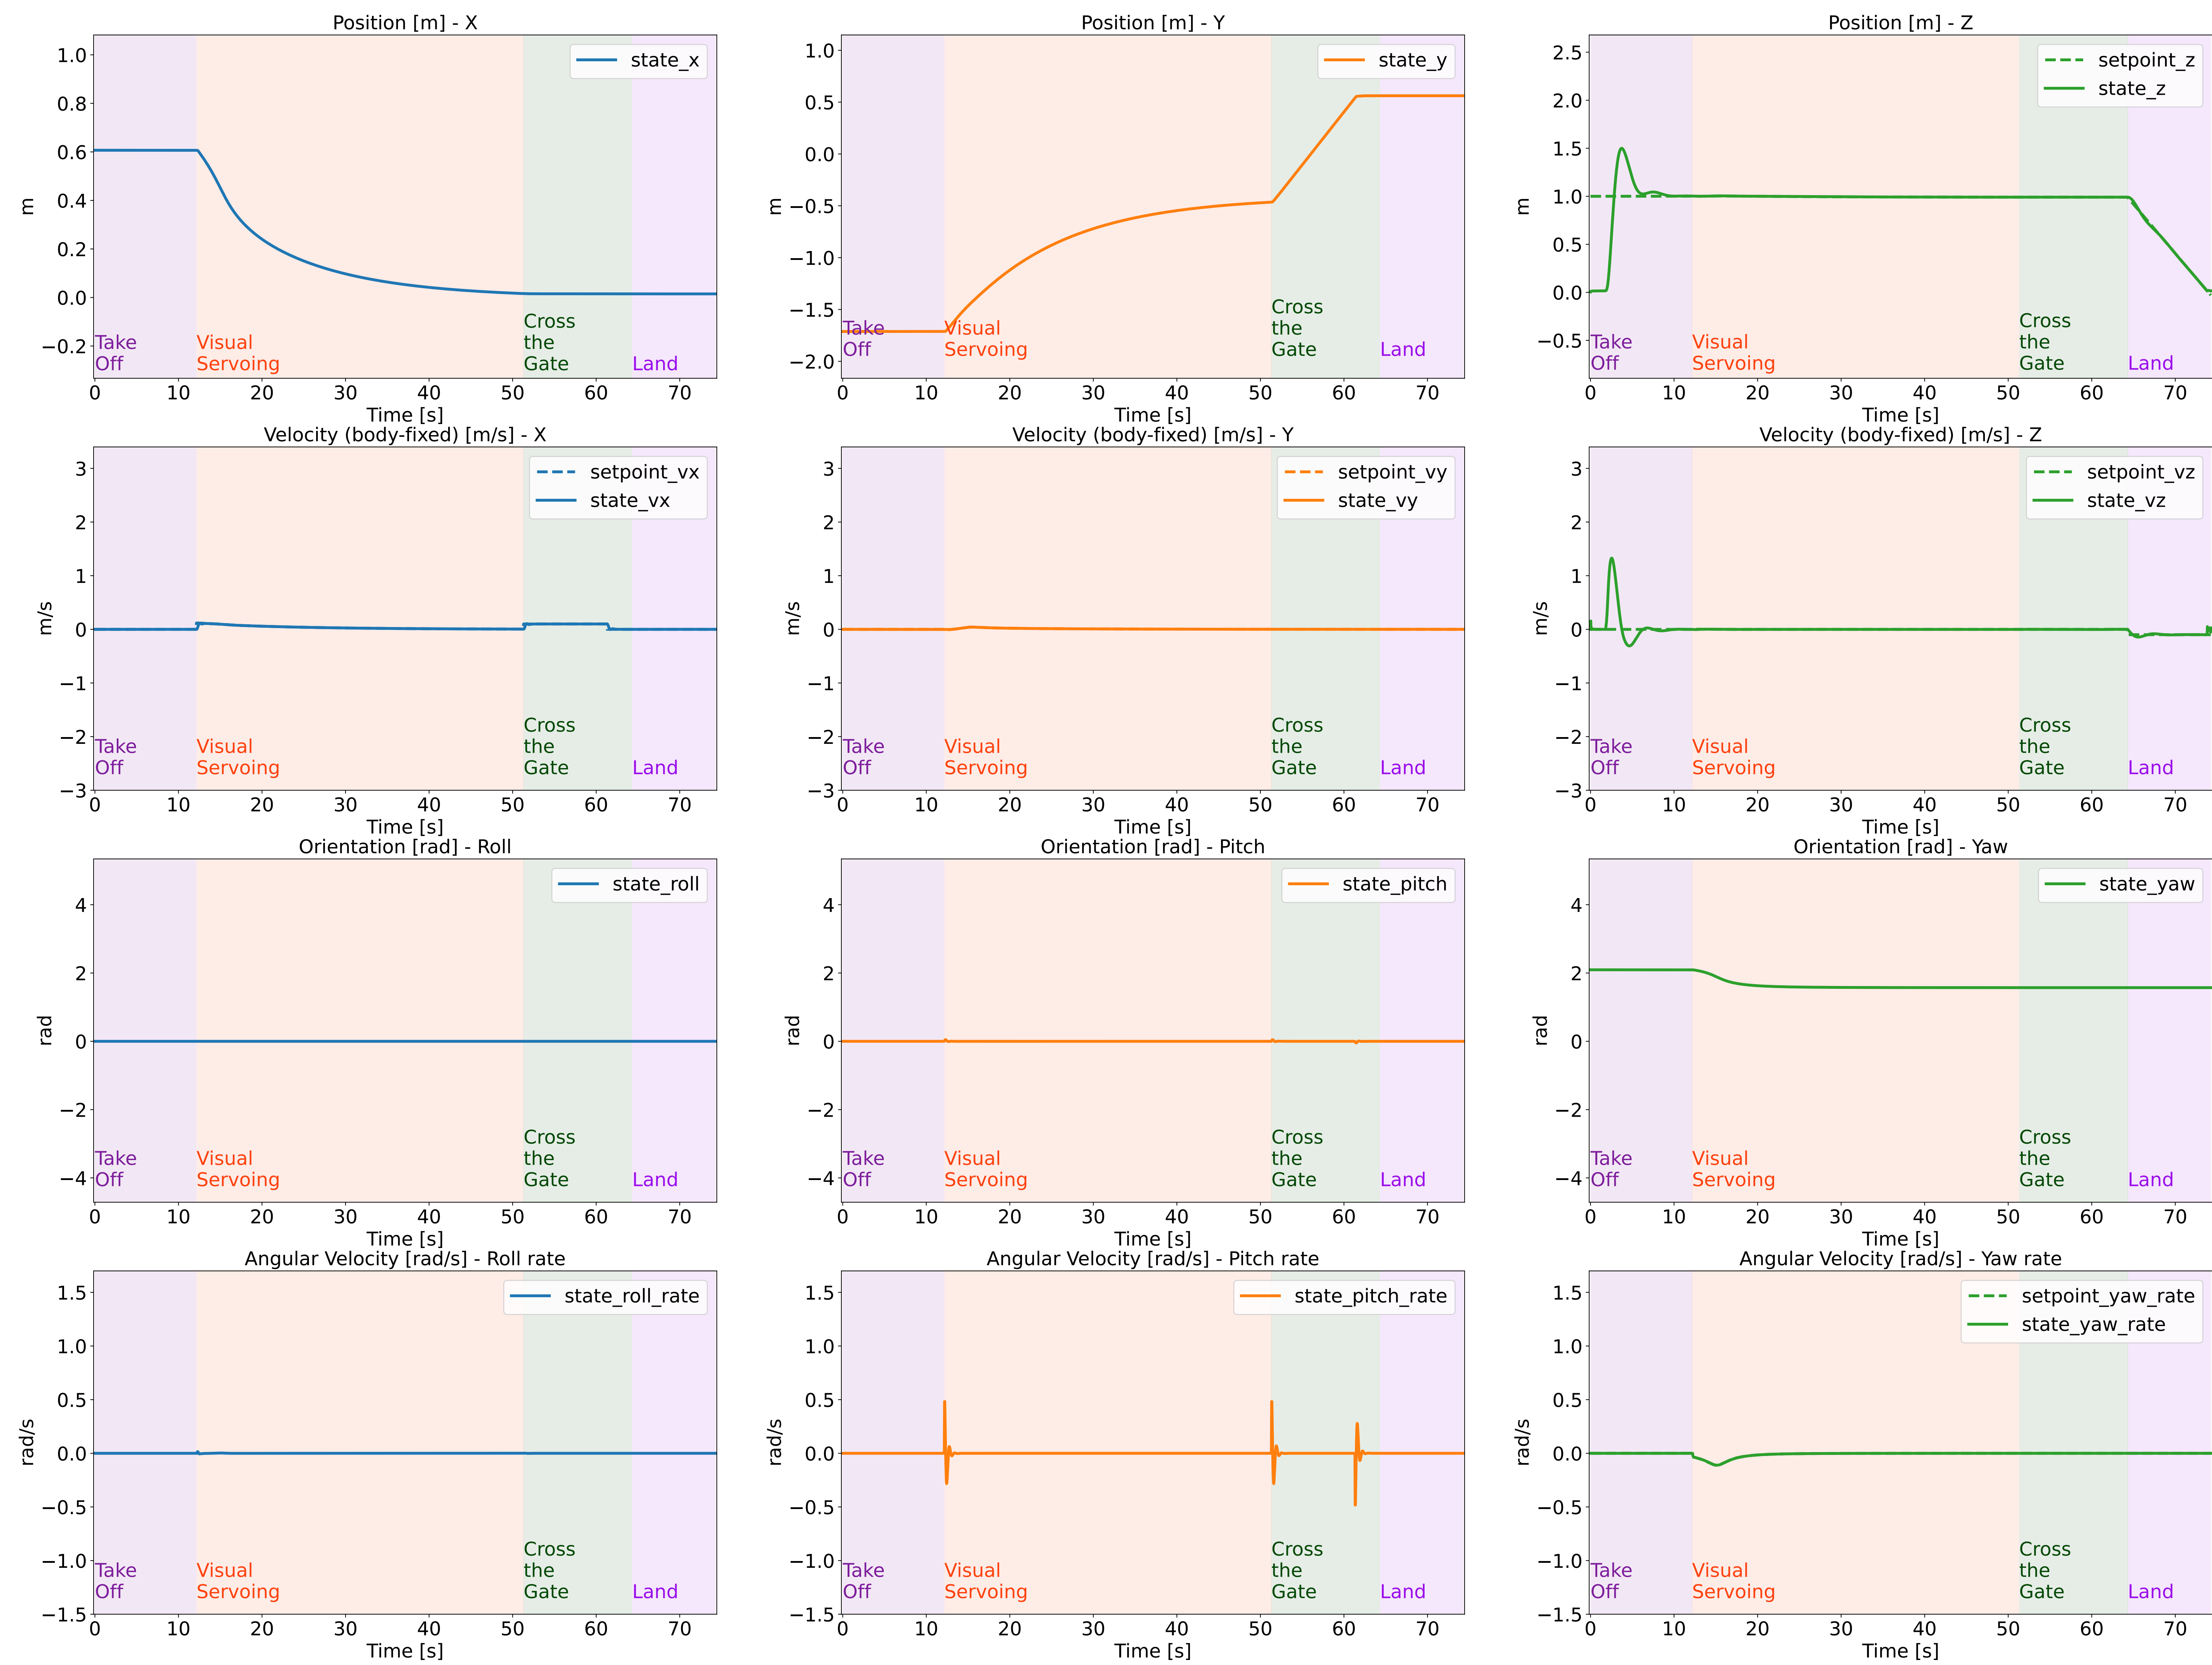 Position [m] - X
1.0
0.8
0.6
0.4
0.2
0.0
−0.2
m
state_x
Take
Off
Visual
Servoing
Cross
the
Gate
Land
0 10 20 30 40 50 60 70
Time [s]
Position [m] - Y
1.0
0.5
0.0
−0.5
−1.0
−1.5
−2.0
m
state_y
Take
Off
Visual
Servoing
Cross
the
Gate
Land
0 10 20 30 40 50 60 70
Time [s]
Position [m] - Z
2.5
2.0
1.5
1.0
0.5
0.0
−0.5
m
setpoint_z
state_z
Take
Off
Visual
Servoing
Cross
the
Gate
Land
0 10 20 30 40 50 60 70
Time [s]
Velocity (body-fixed) [m/s] - X
3
2
1
0
−1
−2
−3
m/s
setpoint_vx
state_vx
Take
Off
Visual
Servoing
Cross
the
Gate
Land
0 10 20 30 40 50 60 70
Time [s]
Velocity (body-fixed) [m/s] - Y
3
2
1
0
−1
−2
−3
m/s
setpoint_vy
state_vy
Take
Off
Visual
Servoing
Cross
the
Gate
Land
0 10 20 30 40 50 60 70
Time [s]
Velocity (body-fixed) [m/s] - Z
3
2
1
0
−1
−2
−3
m/s
setpoint_vz
state_vz
Take
Off
Visual
Servoing
Cross
the
Gate
Land
0 10 20 30 40 50 60 70
Time [s]
Orientation [rad] - Roll
4
2
0
−2
−4
rad
state_roll
Take
Off
Visual
Servoing
Cross
the
Gate
Land
0 10 20 30 40 50 60 70
Time [s]
Orientation [rad] - Pitch
4
2
0
−2
−4
rad
state_pitch
Take
Off
Visual
Servoing
Cross
the
Gate
Land
0 10 20 30 40 50 60 70
Time [s]
Orientation [rad] - Yaw
4
2
0
−2
−4
rad
state_yaw
Take
Off
Visual
Servoing
Cross
the
Gate
Land
0 10 20 30 40 50 60 70
Time [s]
Angular Velocity [rad/s] - Roll rate
1.5
1.0
0.5
0.0
−0.5
−1.0
−1.5
rad/s
state_roll_rate
Take
Off
Visual
Servoing
Cross
the
Gate
Land
0 10 20 30 40 50 60 70
Time [s]
Angular Velocity [rad/s] - Pitch rate
1.5
1.0
0.5
0.0
−0.5
−1.0
−1.5
rad/s
state_pitch_rate
Take
Off
Visual
Servoing
Cross
the
Gate
Land
0 10 20 30 40 50 60 70
Time [s]
Angular Velocity [rad/s] - Yaw rate
1.5
1.0
0.5
0.0
−0.5
−1.0
−1.5
rad/s
setpoint_yaw_rate
state_yaw_rate
Take
Off
Visual
Servoing
Cross
the
Gate
Land
0 10 20 30 40 50 60 70
Time [s]